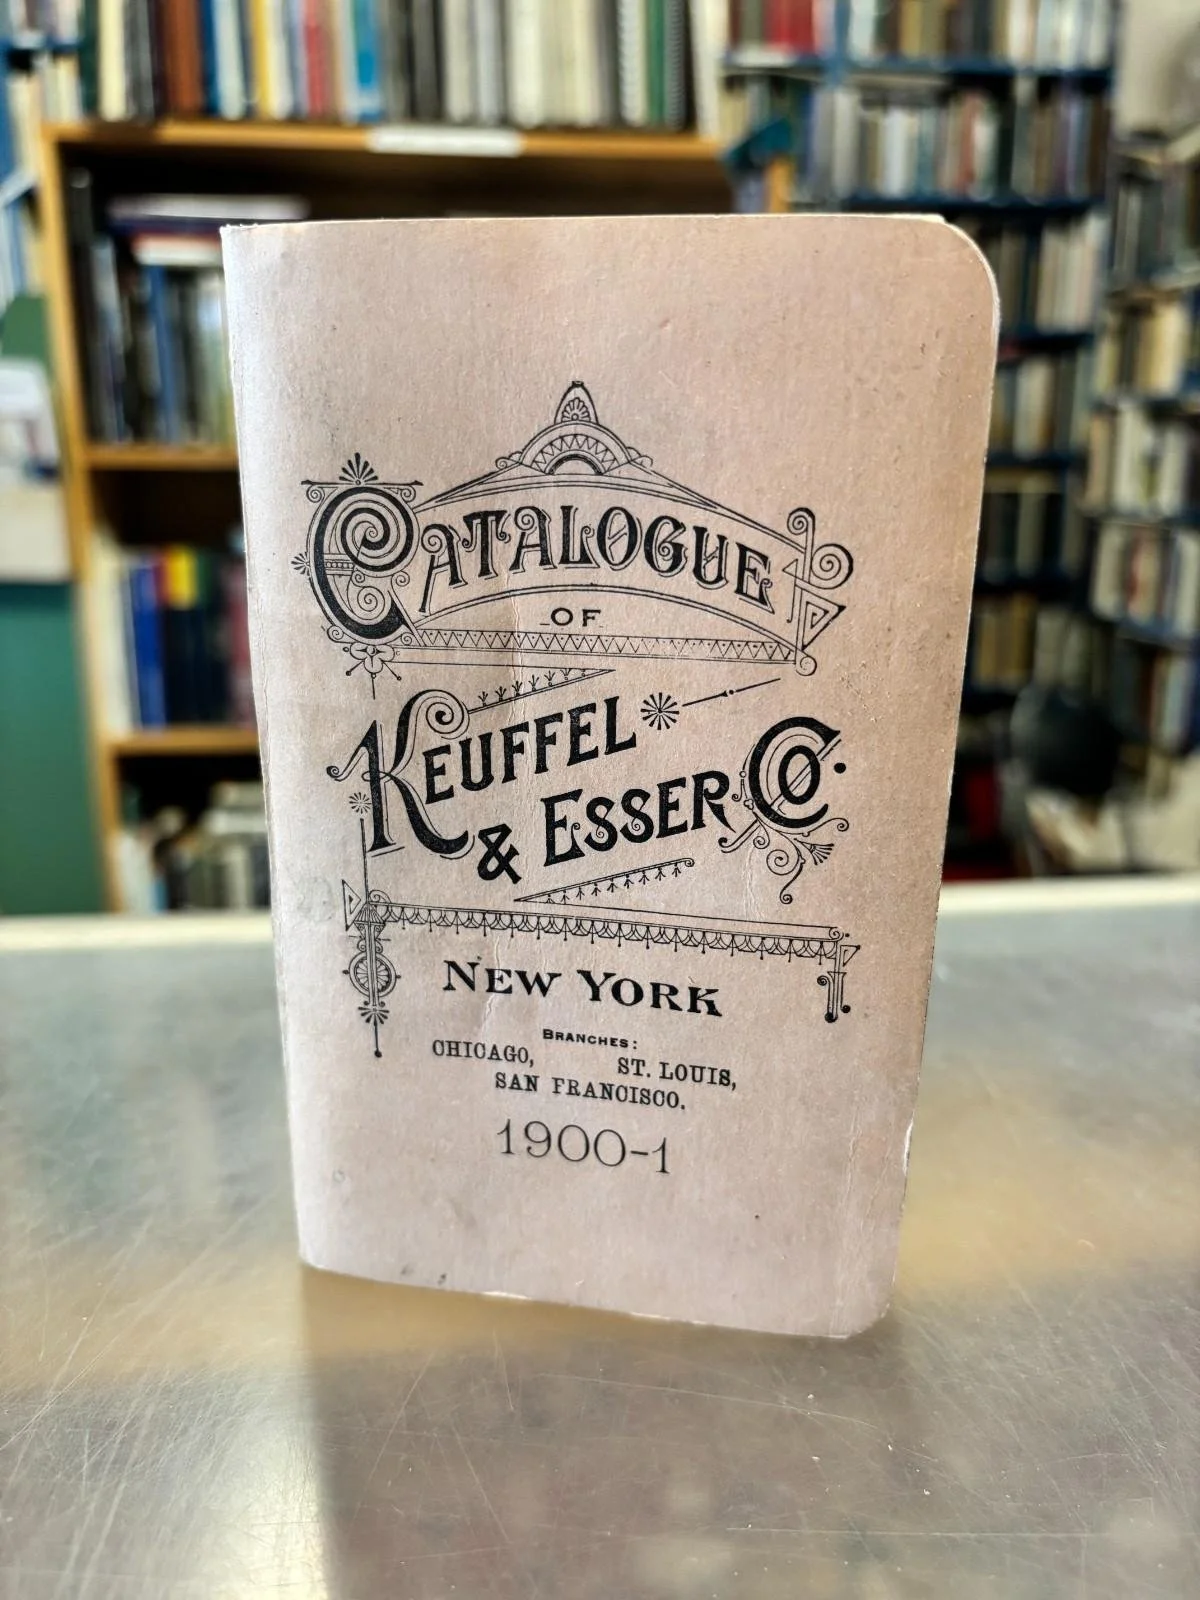 CATALOGUE
OF
KEUFFEL
& ESSER CO.
NEW YORK
BRANCHES:
CHICAGO, ST. LOUIS,
SAN FRANCISCO.
1900-1